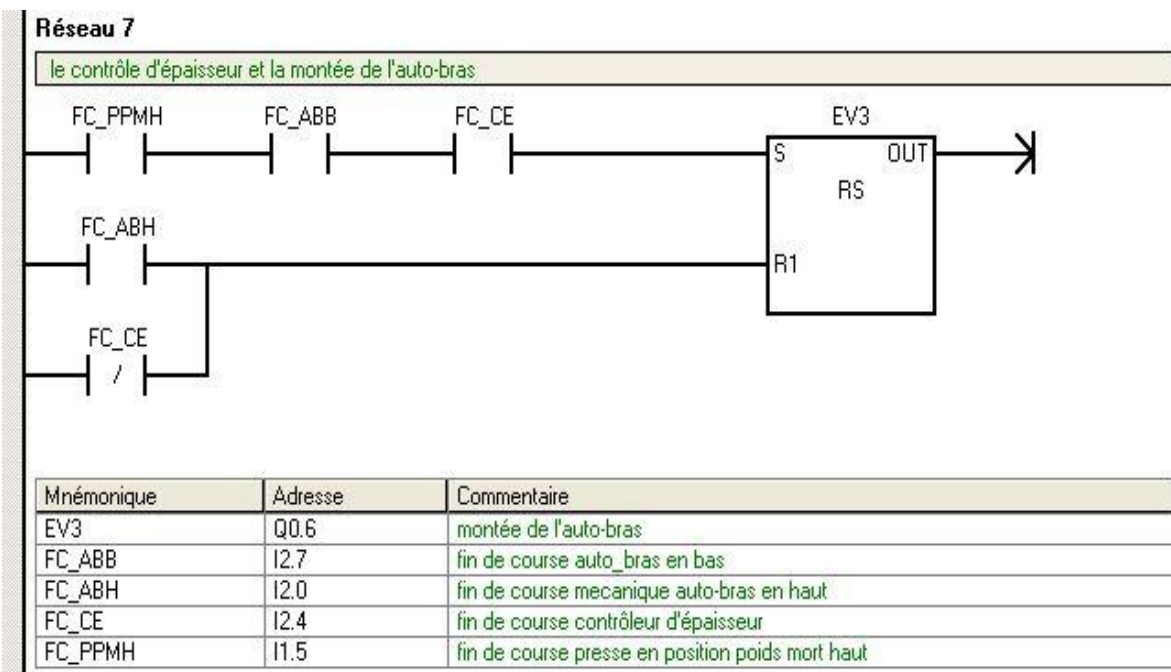 Réseau 7
le contrôle d'épaisseur et la montée de l'auto-bras
FC_PPMH FC_ABB FC_CE EV3
S OUT
RS
FC_ABH
R1
FC_CE
/
Mnémonique Adresse Commentaire
EV3 Q0.6 montée de l'auto-bras
FC_ABB I2.7 fin de course auto_bras en bas
FC_ABH I2.0 fin de course mecanique auto-bras en haut
FC_CE I2.4 fin de course contrôleur d'épaisseur
FC_PPMH I1.5 fin de course presse en position poids mort haut